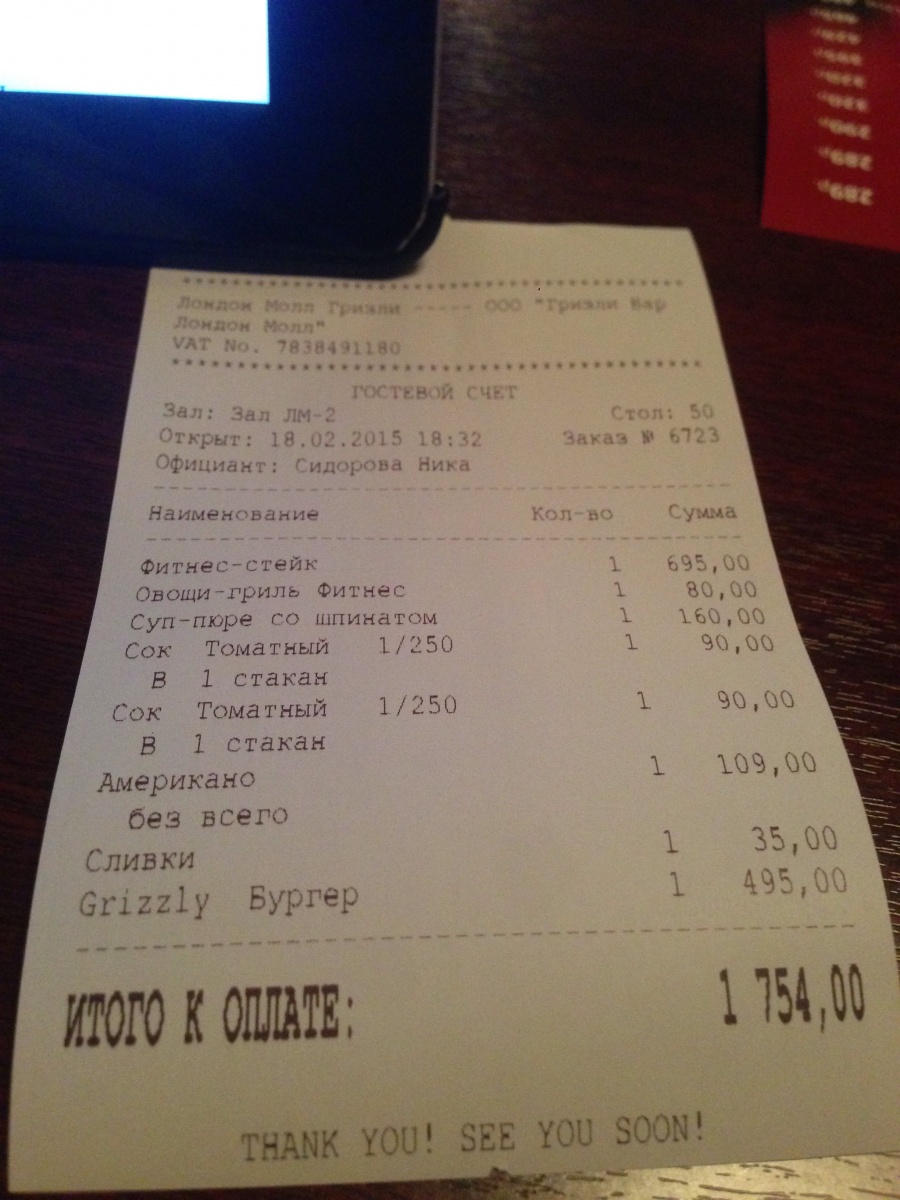 289р.
289р.
290р.
330р.
330р.
****************************************
Лондон Молл Гризли ----- ООО "Гризли Бар
Лондон Молл"
VAT No. 7838491180
****************************************
ГОСТЕВОЙ СЧЕТ
Зал: Зал ЛМ-2 Стол: 50
Открыт: 18.02.2015 18:32 Заказ № 6723
Официант: Сидорова Ника
Наименование Кол-во Сумма
Фитнес-стейк 1 695,00
Овощи-гриль Фитнес 1 80,00
Суп-пюре со шпинатом 1 160,00
Сок Томатный 1/250 1 90,00
В 1 стакан
Сок Томатный 1/250 1 90,00
В 1 стакан
Американо 1 109,00
без всего
Сливки 1 35,00
Grizzly Бургер 1 495,00
ИТОГО К ОПЛАТЕ: 1 754,00
THANK YOU! SEE YOU SOON!